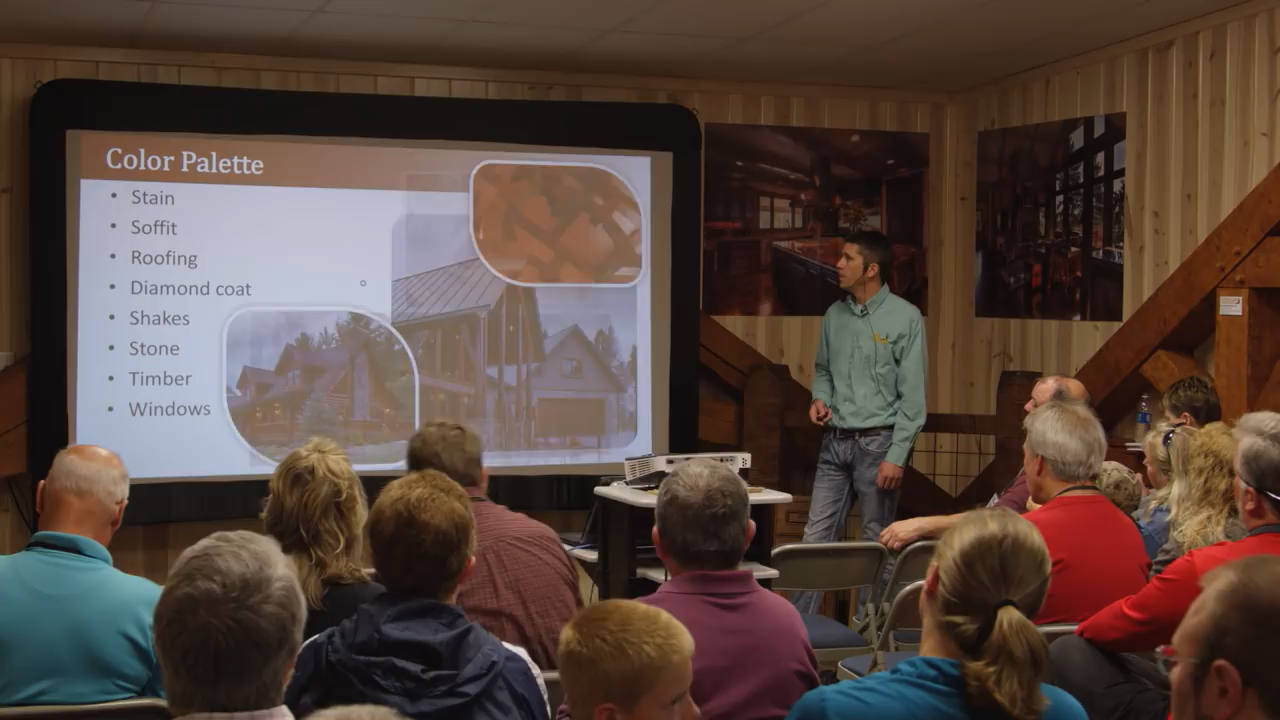 Color Palette
• Stain
• Soffit
• Roofing
• Diamond coat
• Shakes
• Stone
• Timber
• Windows